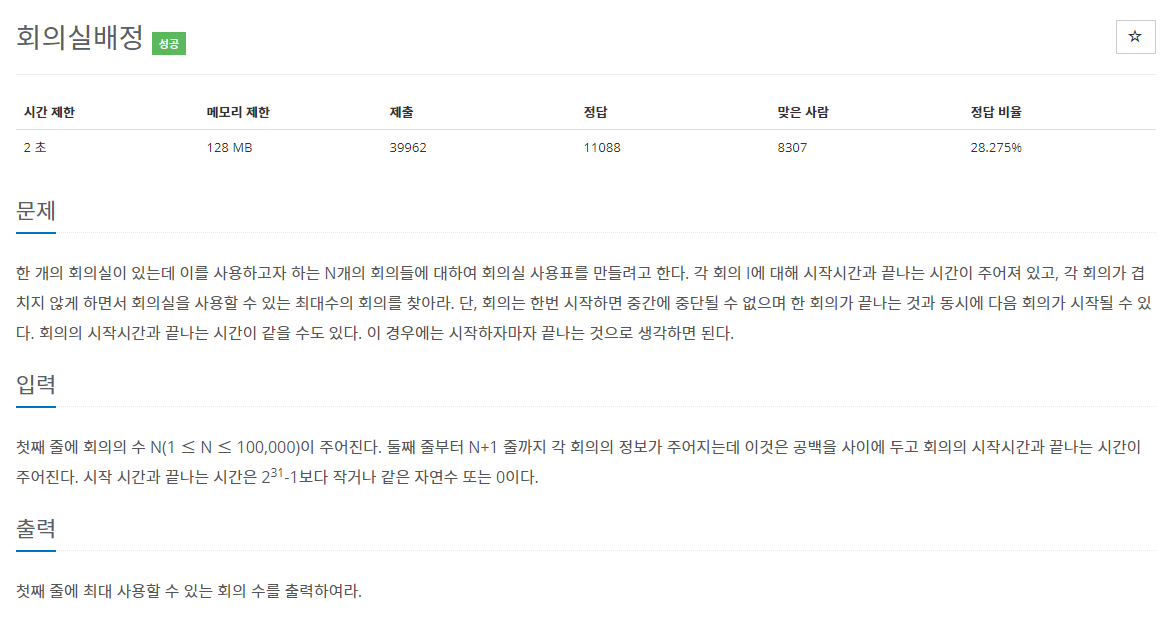 회의실배정 성공
☆
시간 제한 메모리 제한 제출 정답 맞은 사람 정답 비율
2 초 128 MB 39962 11088 8307 28.275%
문제
한 개의 회의실이 있는데 이를 사용하고자 하는 N개의 회의들에 대하여 회의실 사용표를 만들려고 한다. 각 회의 I에 대해 시작시간과 끝나는 시간이 주어져 있고, 각 회의가 겹
치지 않게 하면서 회의실을 사용할 수 있는 최대수의 회의를 찾아라. 단, 회의는 한번 시작하면 중간에 중단될 수 없으며 한 회의가 끝나는 것과 동시에 다음 회의가 시작될 수 있
다. 회의의 시작시간과 끝나는 시간이 같을 수도 있다. 이 경우에는 시작하자마자 끝나는 것으로 생각하면 된다.
입력
첫째 줄에 회의의 수 N(1 ≤ N ≤ 100,000)이 주어진다. 둘째 줄부터 N+1 줄까지 각 회의의 정보가 주어지는데 이것은 공백을 사이에 두고 회의의 시작시간과 끝나는 시간이
주어진다. 시작 시간과 끝나는 시간은 2³¹-1보다 작거나 같은 자연수 또는 0이다.
출력
첫째 줄에 최대 사용할 수 있는 회의 수를 출력하여라.